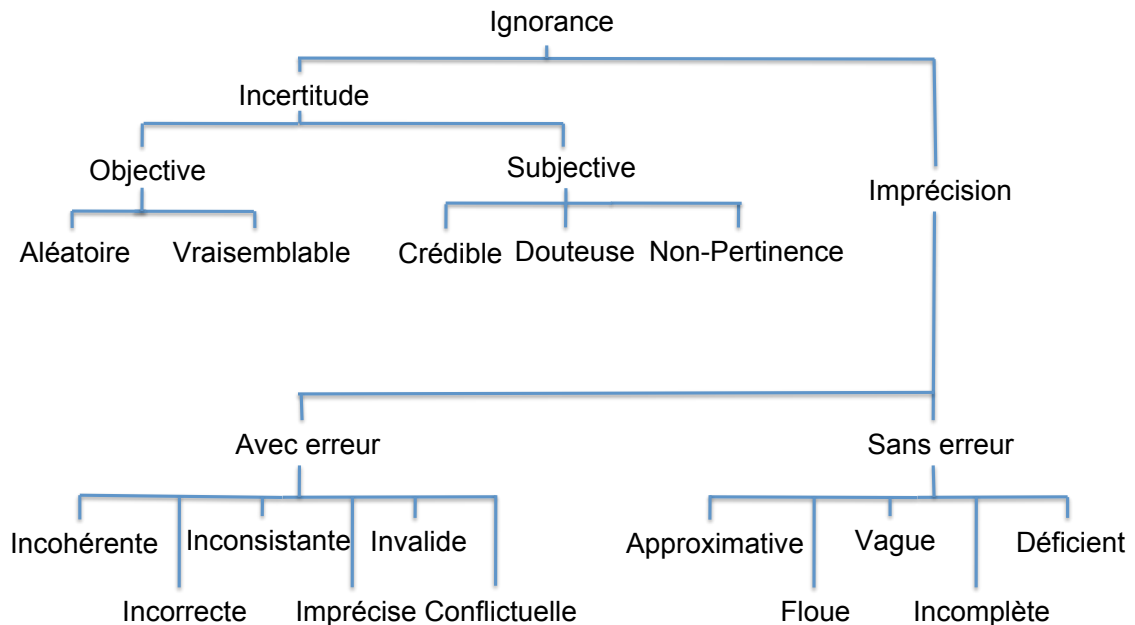 Ignorance
Incertitude
Objective
Subjective
Imprécision
Aléatoire
Vraisemblable
Crédible
Douteuse
Non-Pertinence
Avec erreur
Sans erreur
Incohérente
Inconsistante
Invalide
Approximative
Vague
Déficient
Incorrecte
Imprécise
Conflictuelle
Floue
Incomplète